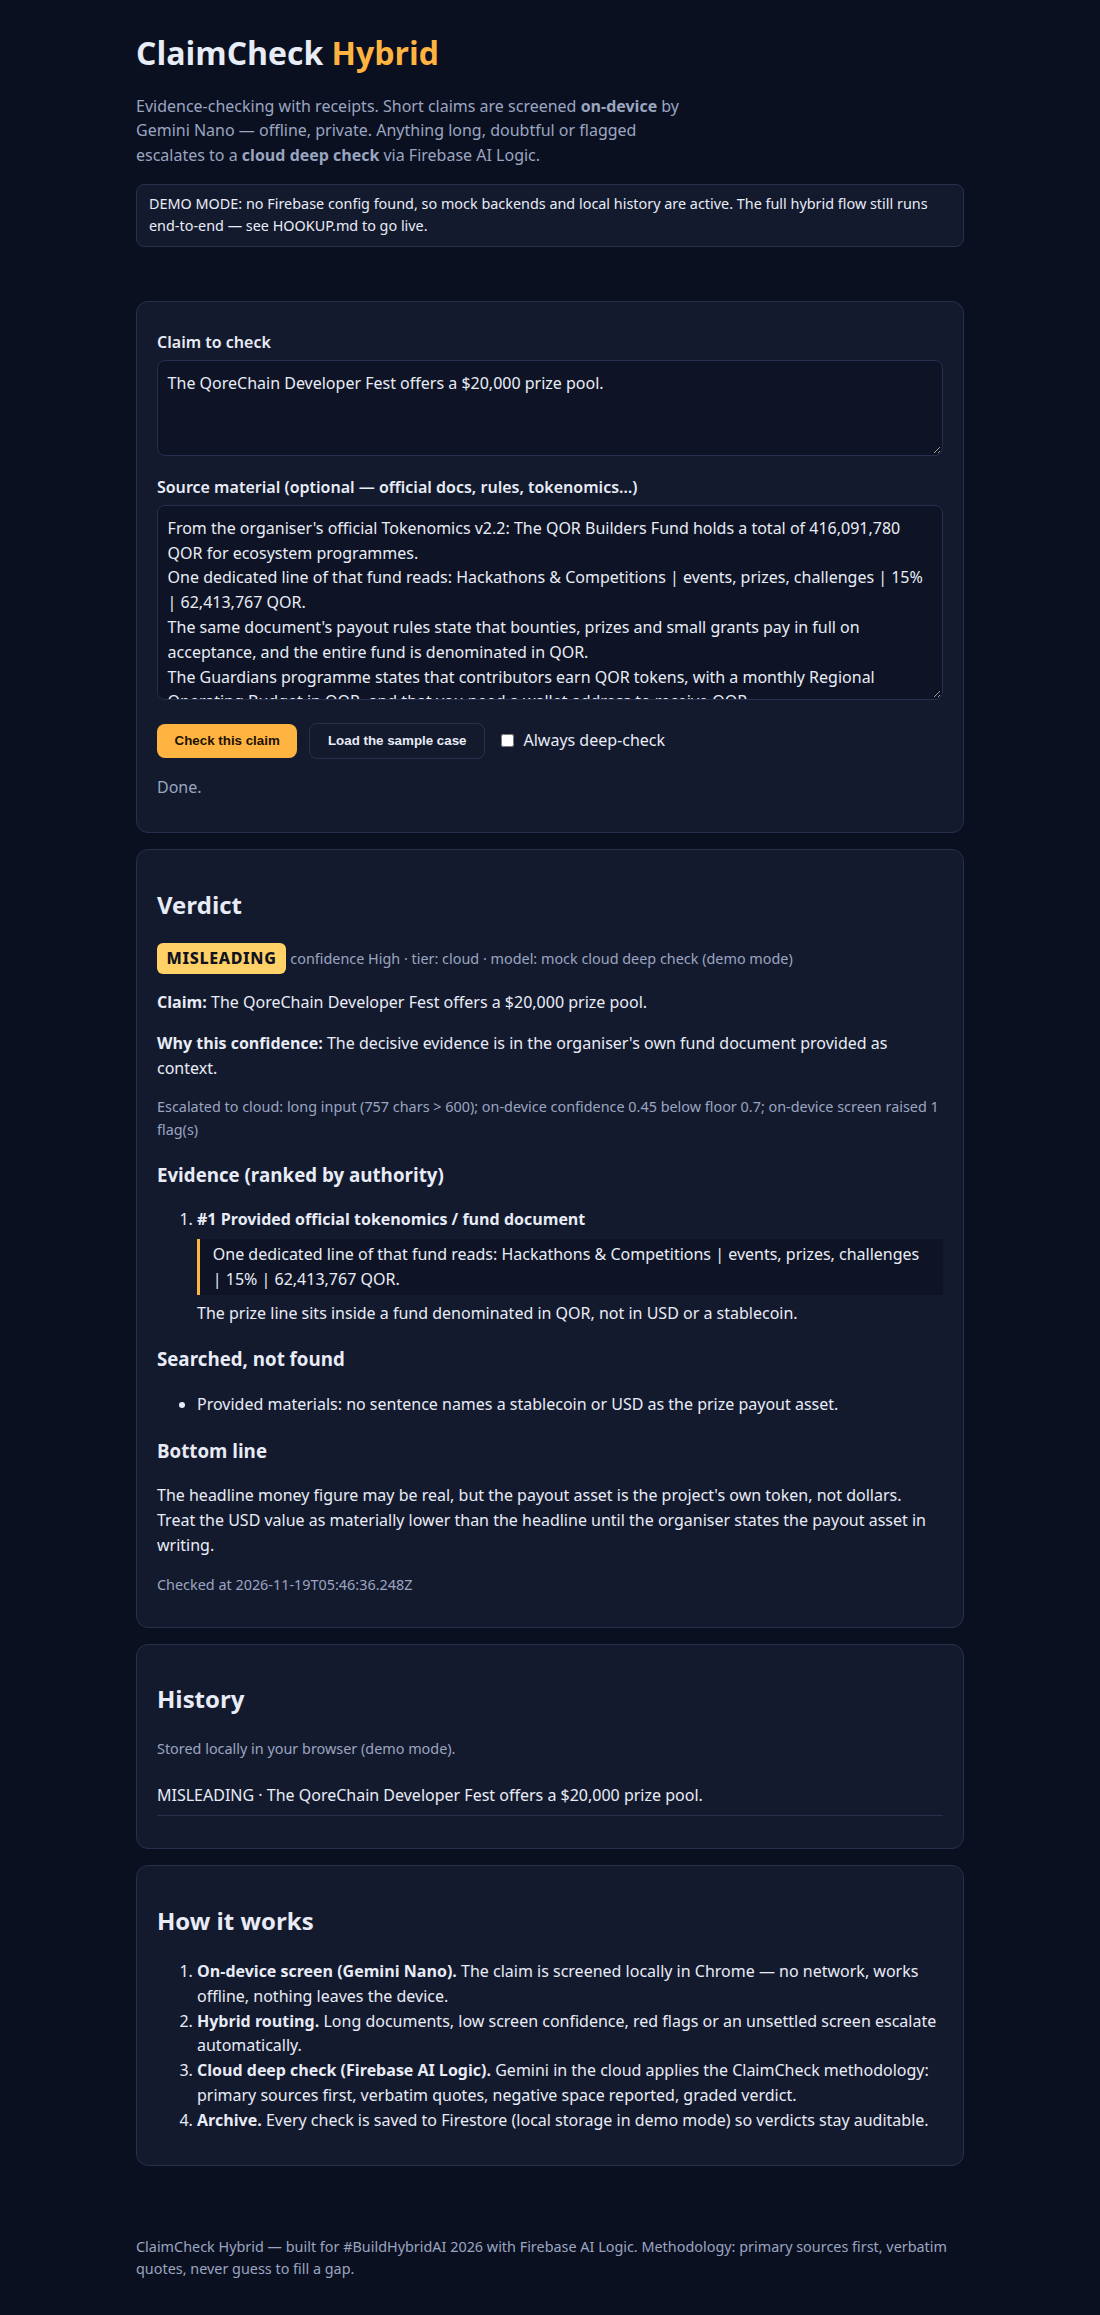 ClaimCheck Hybrid
Evidence-checking with receipts. Short claims are screened on-device by
Gemini Nano — offline, private. Anything long, doubtful or flagged
escalates to a cloud deep check via Firebase AI Logic.
DEMO MODE: no Firebase config found, so mock backends and local history are active. The full hybrid flow still runs
end-to-end — see HOOKUP.md to go live.
Claim to check
The QoreChain Developer Fest offers a $20,000 prize pool.
Source material (optional — official docs, rules, tokenomics…)
From the organiser's official Tokenomics v2.2: The QOR Builders Fund holds a total of 416,091,780
QOR for ecosystem programmes.
One dedicated line of that fund reads: Hackathons & Competitions | events, prizes, challenges | 15%
| 62,413,767 QOR.
The same document's payout rules state that bounties, prizes and small grants pay in full on
acceptance, and the entire fund is denominated in QOR.
The Guardians programme states that contributors earn QOR tokens, with a monthly Regional
Operating Budget in QOR, and that you need a wallet address to receive QOR.
Check this claim Load the sample case Always deep-check
Done.
Verdict
MISLEADING confidence High · tier: cloud · model: mock cloud deep check (demo mode)
Claim: The QoreChain Developer Fest offers a $20,000 prize pool.
Why this confidence: The decisive evidence is in the organiser's own fund document provided as
context.
Escalated to cloud: long input (757 chars > 600); on-device confidence 0.45 below floor 0.7; on-device screen raised 1
flag(s)
Evidence (ranked by authority)
1. #1 Provided official tokenomics / fund document
One dedicated line of that fund reads: Hackathons & Competitions | events, prizes, challenges
| 15% | 62,413,767 QOR.
The prize line sits inside a fund denominated in QOR, not in USD or a stablecoin.
Searched, not found
• Provided materials: no sentence names a stablecoin or USD as the prize payout asset.
Bottom line
The headline money figure may be real, but the payout asset is the project's own token, not dollars.
Treat the USD value as materially lower than the headline until the organiser states the payout asset in
writing.
Checked at 2026-11-19T05:46:36.248Z
History
Stored locally in your browser (demo mode).
MISLEADING · The QoreChain Developer Fest offers a $20,000 prize pool.
How it works
1. On-device screen (Gemini Nano). The claim is screened locally in Chrome — no network, works
offline, nothing leaves the device.
2. Hybrid routing. Long documents, low screen confidence, red flags or an unsettled screen escalate
automatically.
3. Cloud deep check (Firebase AI Logic). Gemini in the cloud applies the ClaimCheck methodology:
primary sources first, verbatim quotes, negative space reported, graded verdict.
4. Archive. Every check is saved to Firestore (local storage in demo mode) so verdicts stay auditable.
ClaimCheck Hybrid — built for #BuildHybridAI 2026 with Firebase AI Logic. Methodology: primary sources first, verbatim
quotes, never guess to fill a gap.